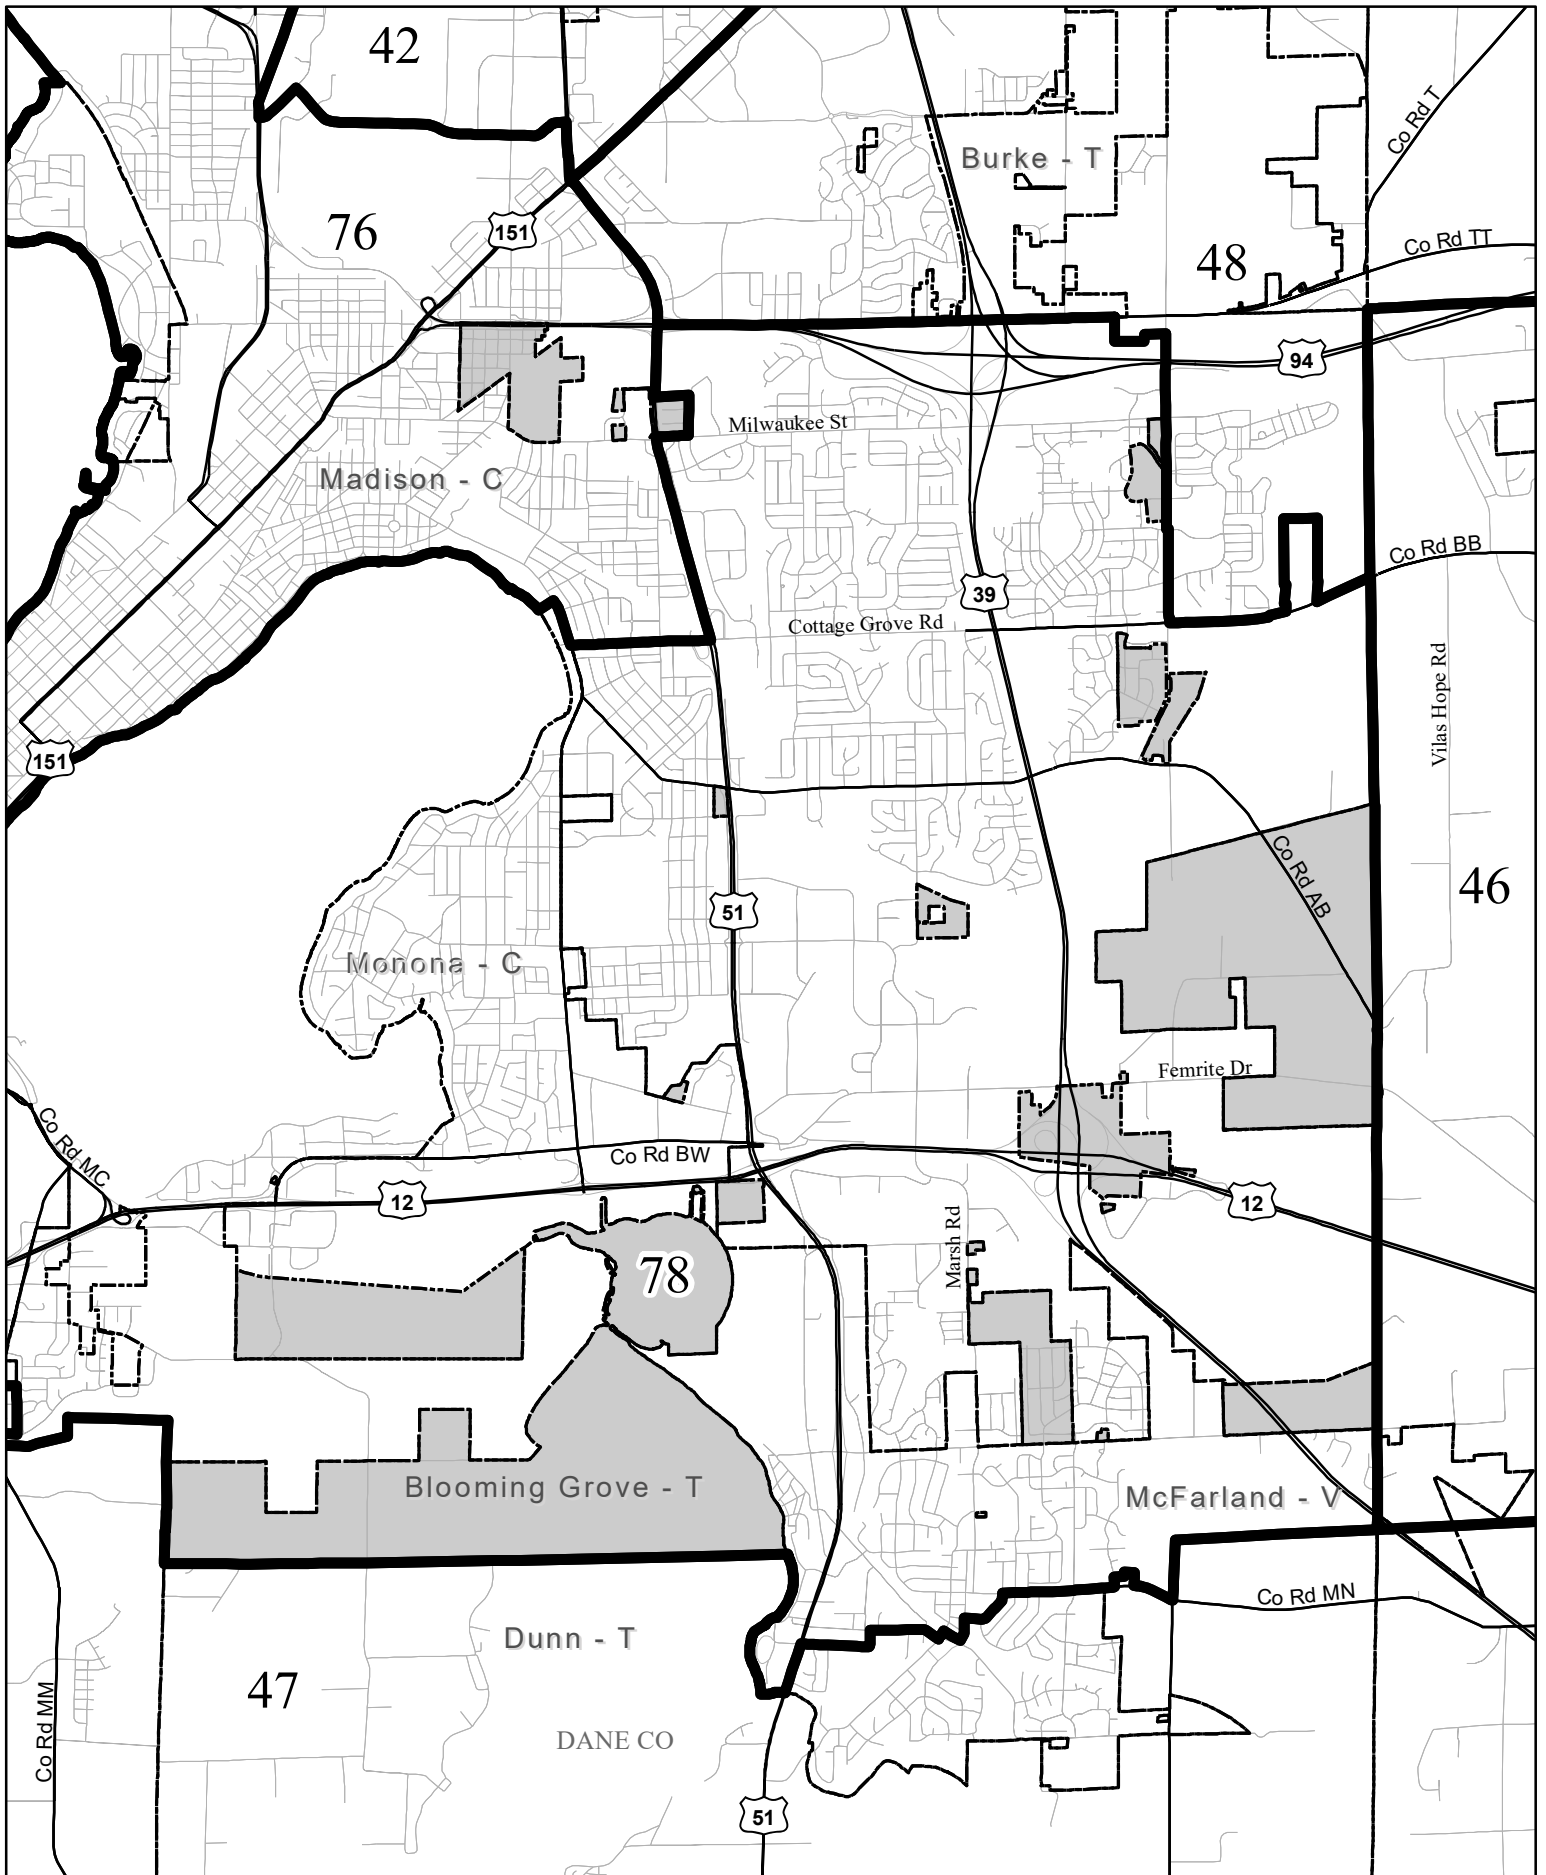 42
Co Rd T
Burke - T
76
151
48
Co Rd TT
94
Milwaukee St
Madison - C
Co Rd BB
39
Cottage Grove Rd
Vilas Hope Rd
151
Co Rd AB
46
51
Monona - C
Femrite Dr
Co Rd MC
Co Rd BW
12
12
Marsh Rd
78
Blooming Grove - T
McFarland - V
Co Rd MN
Dunn - T
47
Co Rd MM
DANE CO
51